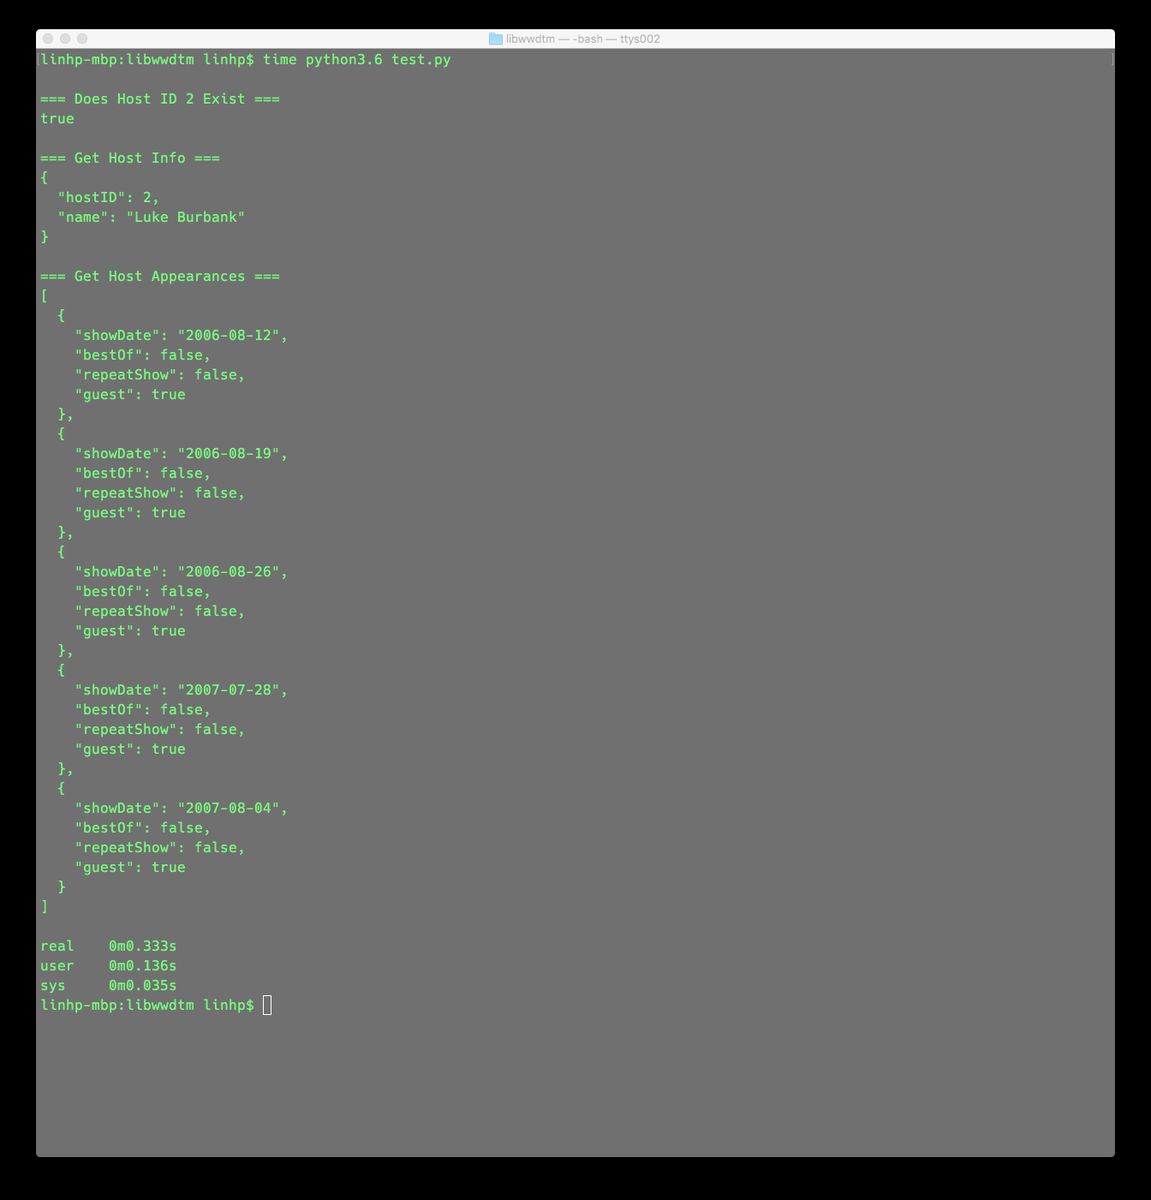 libwwdtm — -bash — ttys002
linhp-mbp:libwwdtm linhp$ time python3.6 test.py
=== Does Host ID 2 Exist ===
true
=== Get Host Info ===
{
  "hostID": 2,
  "name": "Luke Burbank"
}
=== Get Host Appearances ===
[
  {
    "showDate": "2006-08-12",
    "bestOf": false,
    "repeatShow": false,
    "guest": true
  },
  {
    "showDate": "2006-08-19",
    "bestOf": false,
    "repeatShow": false,
    "guest": true
  },
  {
    "showDate": "2006-08-26",
    "bestOf": false,
    "repeatShow": false,
    "guest": true
  },
  {
    "showDate": "2007-07-28",
    "bestOf": false,
    "repeatShow": false,
    "guest": true
  },
  {
    "showDate": "2007-08-04",
    "bestOf": false,
    "repeatShow": false,
    "guest": true
  }
]
real    0m0.333s
user    0m0.136s
sys     0m0.035s
linhp-mbp:libwwdtm linhp$